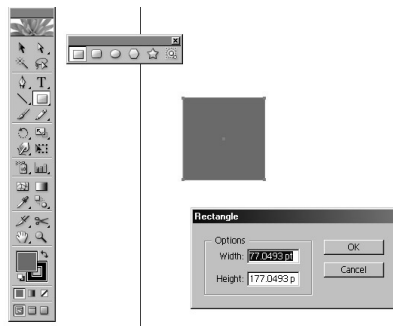 T
Rectangle
Options
Width: 77.0493 pt
OK
Height: 177.0493 p
Cancel